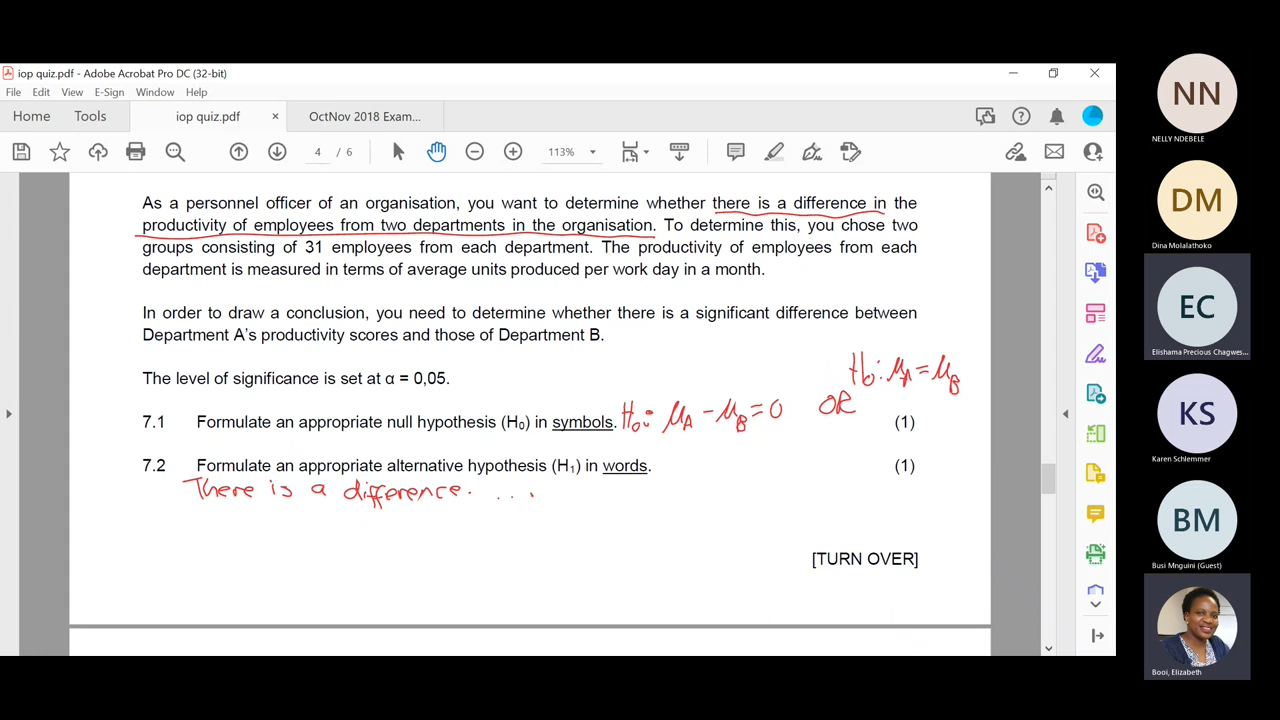 iop quiz.pdf - Adobe Acrobat Pro DC (32-bit)
File Edit View E-Sign Window Help
Home Tools iop quiz.pdf × OctNov 2018 Exam...
4 / 6 113%
As a personnel officer of an organisation, you want to determine whether there is a difference in the
productivity of employees from two departments in the organisation. To determine this, you chose two
groups consisting of 31 employees from each department. The productivity of employees from each
department is measured in terms of average units produced per work day in a month.
In order to draw a conclusion, you need to determine whether there is a significant difference between
Department A's productivity scores and those of Department B.
The level of significance is set at α = 0,05.
H₀: μA = μB
7.1 Formulate an appropriate null hypothesis (H₀) in symbols. H₀: μA - μB = 0 OR (1)
7.2 Formulate an appropriate alternative hypothesis (H₁) in words. (1)
There is a difference. ...
[TURN OVER]
NN
NELLY NDEBELE
DM
Dina Molalathoko
EC
Elishama Precious Chagwes...
KS
Karen Schlemmer
BM
Busi Mnguini (Guest)
Booi, Elizabeth